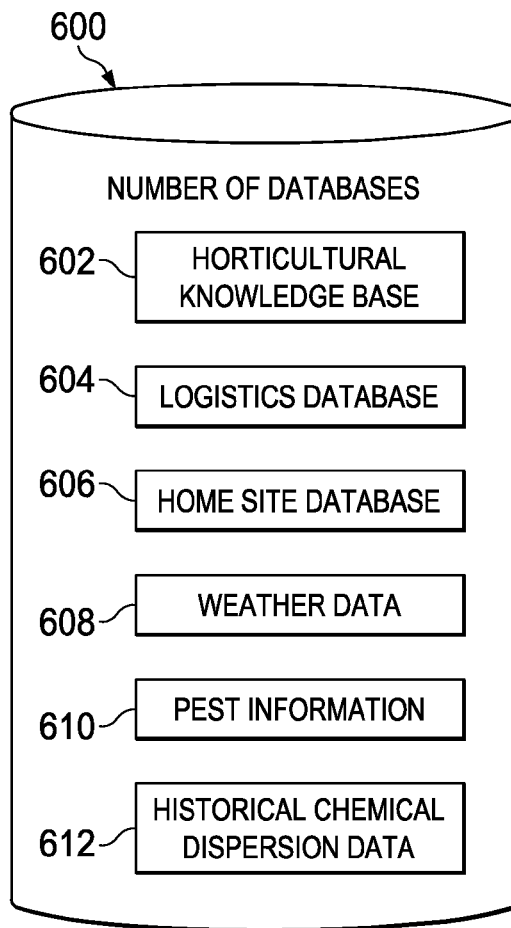 600
NUMBER OF DATABASES
602
HORTICULTURAL
KNOWLEDGE BASE
604
LOGISTICS DATABASE
606
HOME SITE DATABASE
608
WEATHER DATA
610
PEST INFORMATION
612
HISTORICAL CHEMICAL
DISPERSION DATA